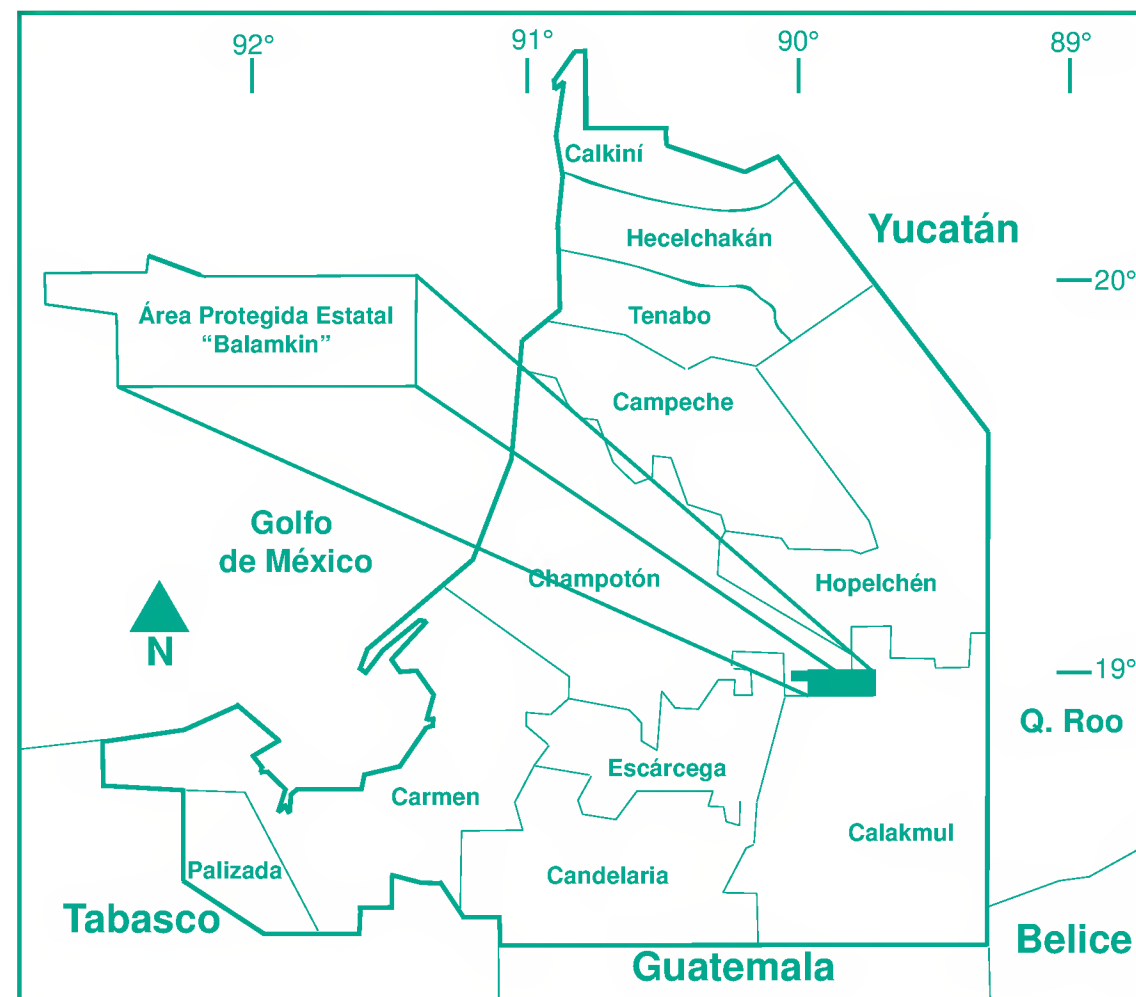 92°
91°
90°
89°
Calkiní
Hecelchakán
Yucatán
20°
Área Protegida Estatal
“Balamkin”
Tenabo
Campeche
Golfo
de México
Champotón
Hopelchén
N
19°
Q. Roo
Escárcega
Carmen
Calakmul
Palizada
Candelaria
Tabasco
Belice
Guatemala